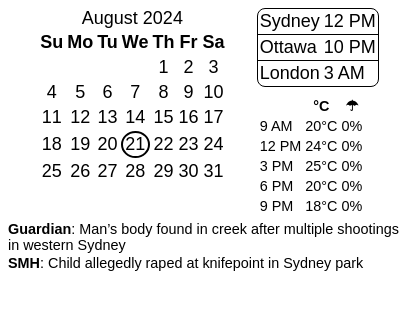 August 2024
Su Mo Tu We Th Fr Sa
1 2 3
4 5 6 7 8 9 10
11 12 13 14 15 16 17
18 19 20 21 22 23 24
25 26 27 28 29 30 31
Sydney 12 PM
Ottawa 10 PM
London 3 AM
°C ☂
9 AM 20°C 0%
12 PM 24°C 0%
3 PM 25°C 0%
6 PM 20°C 0%
9 PM 18°C 0%
Guardian: Man’s body found in creek after multiple shootings
in western Sydney
SMH: Child allegedly raped at knifepoint in Sydney park